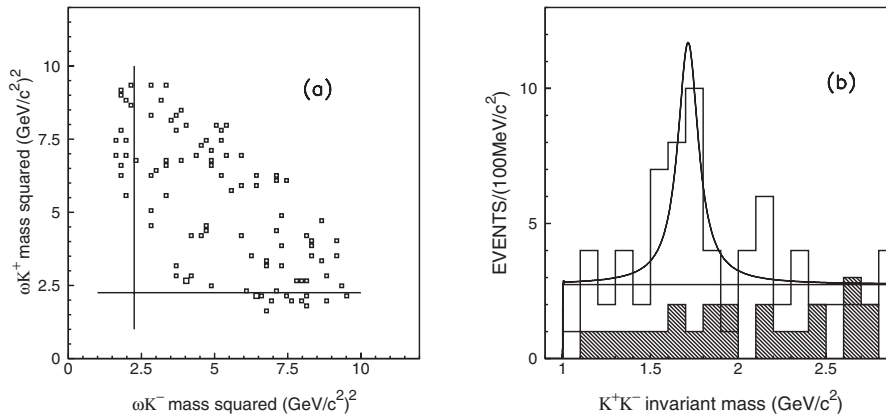 (a)
ωK⁺ mass squared (GeV/c²)²
10
7.5
5
2.5
0
0 2.5 5 7.5 10
ωK⁻ mass squared (GeV/c²)²
(b)
EVENTS/(100MeV/c²)
10
5
0
1 1.5 2 2.5
K⁺K⁻ invariant mass (GeV/c²)